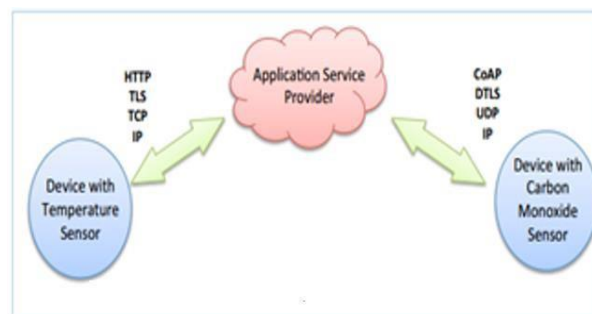 HTTP
TLS
TCP
IP
Application Service
Provider
CoAP
DTLS
UDP
IP
Device with
Temperature
Sensor
Device with
Carbon
Monoxide
Sensor